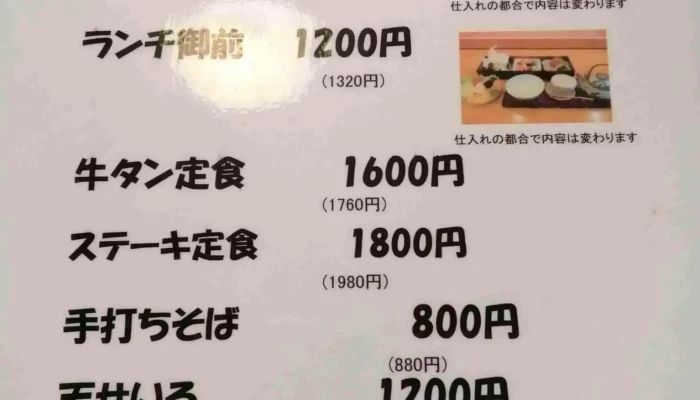 仕入れの都合で内容は変わります
ランチ御前 1200円
(1320円)
仕入れの都合で内容は変わります
牛タン定食 1600円
(1760円)
ステーキ定食 1800円
(1980円)
手打ちそば 800円
(880円)
天せいろ 1200円